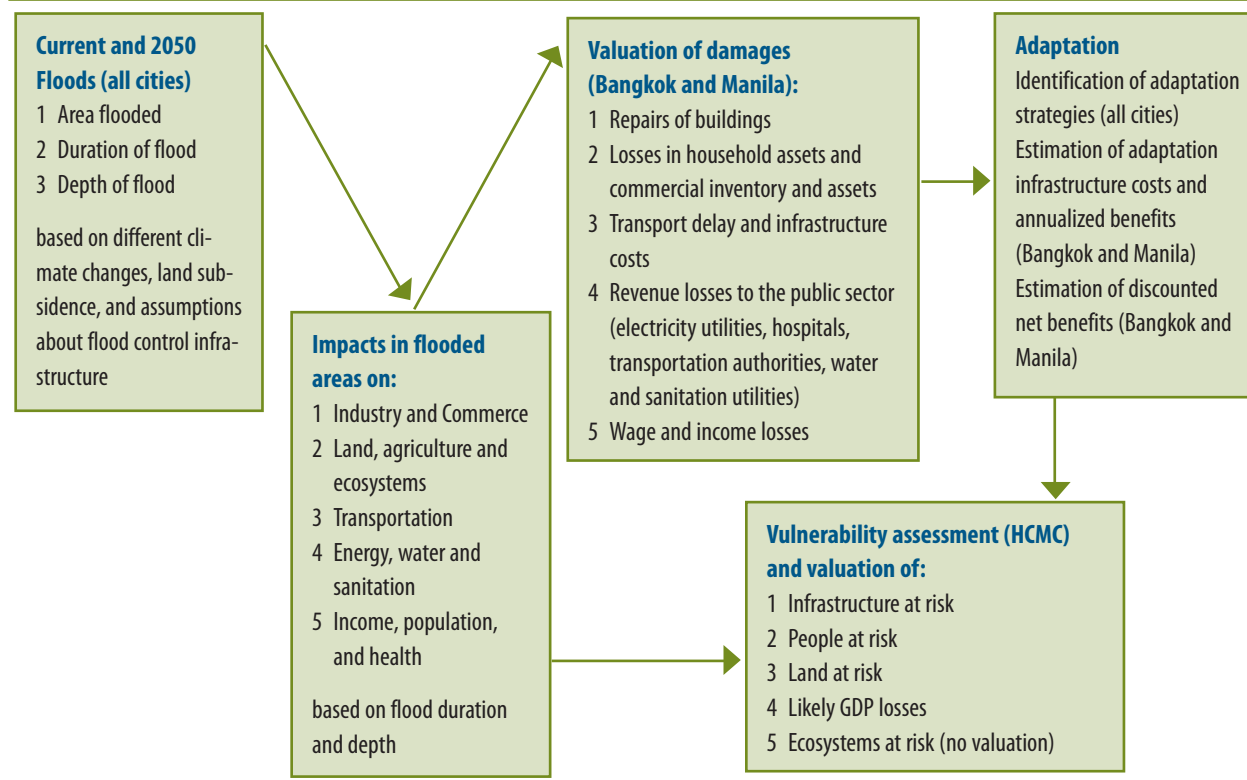 Current and 2050
Floods (all cities)
1 Area flooded
2 Duration of flood
3 Depth of flood
based on different cli-
mate changes, land sub-
sidence, and assumptions
about flood control infra-
structure
Impacts in flooded
areas on:
1 Industry and Commerce
2 Land, agriculture and
ecosystems
3 Transportation
4 Energy, water and
sanitation
5 Income, population,
and health
based on flood duration
and depth
Valuation of damages
(Bangkok and Manila):
1 Repairs of buildings
2 Losses in household assets and
commercial inventory and assets
3 Transport delay and infrastructure
costs
4 Revenue losses to the public sector
(electricity utilities, hospitals,
transportation authorities, water
and sanitation utilities)
5 Wage and income losses
Adaptation
Identification of adaptation
strategies (all cities)
Estimation of adaptation
infrastructure costs and
annualized benefits
(Bangkok and Manila)
Estimation of discounted
net benefits (Bangkok and
Manila)
Vulnerability assessment (HCMC)
and valuation of:
1 Infrastructure at risk
2 People at risk
3 Land at risk
4 Likely GDP losses
5 Ecosystems at risk (no valuation)